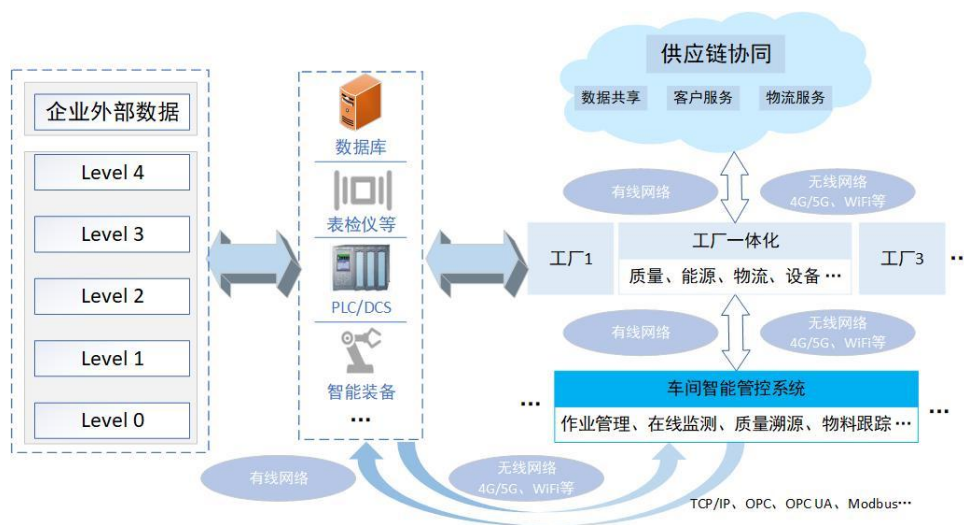 企业外部数据
Level 4
Level 3
Level 2
Level 1
Level 0
数据库
表检仪等
PLC/DCS
智能装备
...
供应链协同
数据共享
客户服务
物流服务
有线网络
无线网络
4G/5G、WiFi等
工厂1
工厂一体化
质量、能源、物流、设备 ···
工厂3
...
有线网络
无线网络
4G/5G、WiFi等
...
车间智能管控系统
作业管理、在线监测、质量溯源、物料跟踪 ···
...
有线网络
无线网络
4G/5G、WiFi等
TCP/IP、OPC、OPC UA、Modbus···